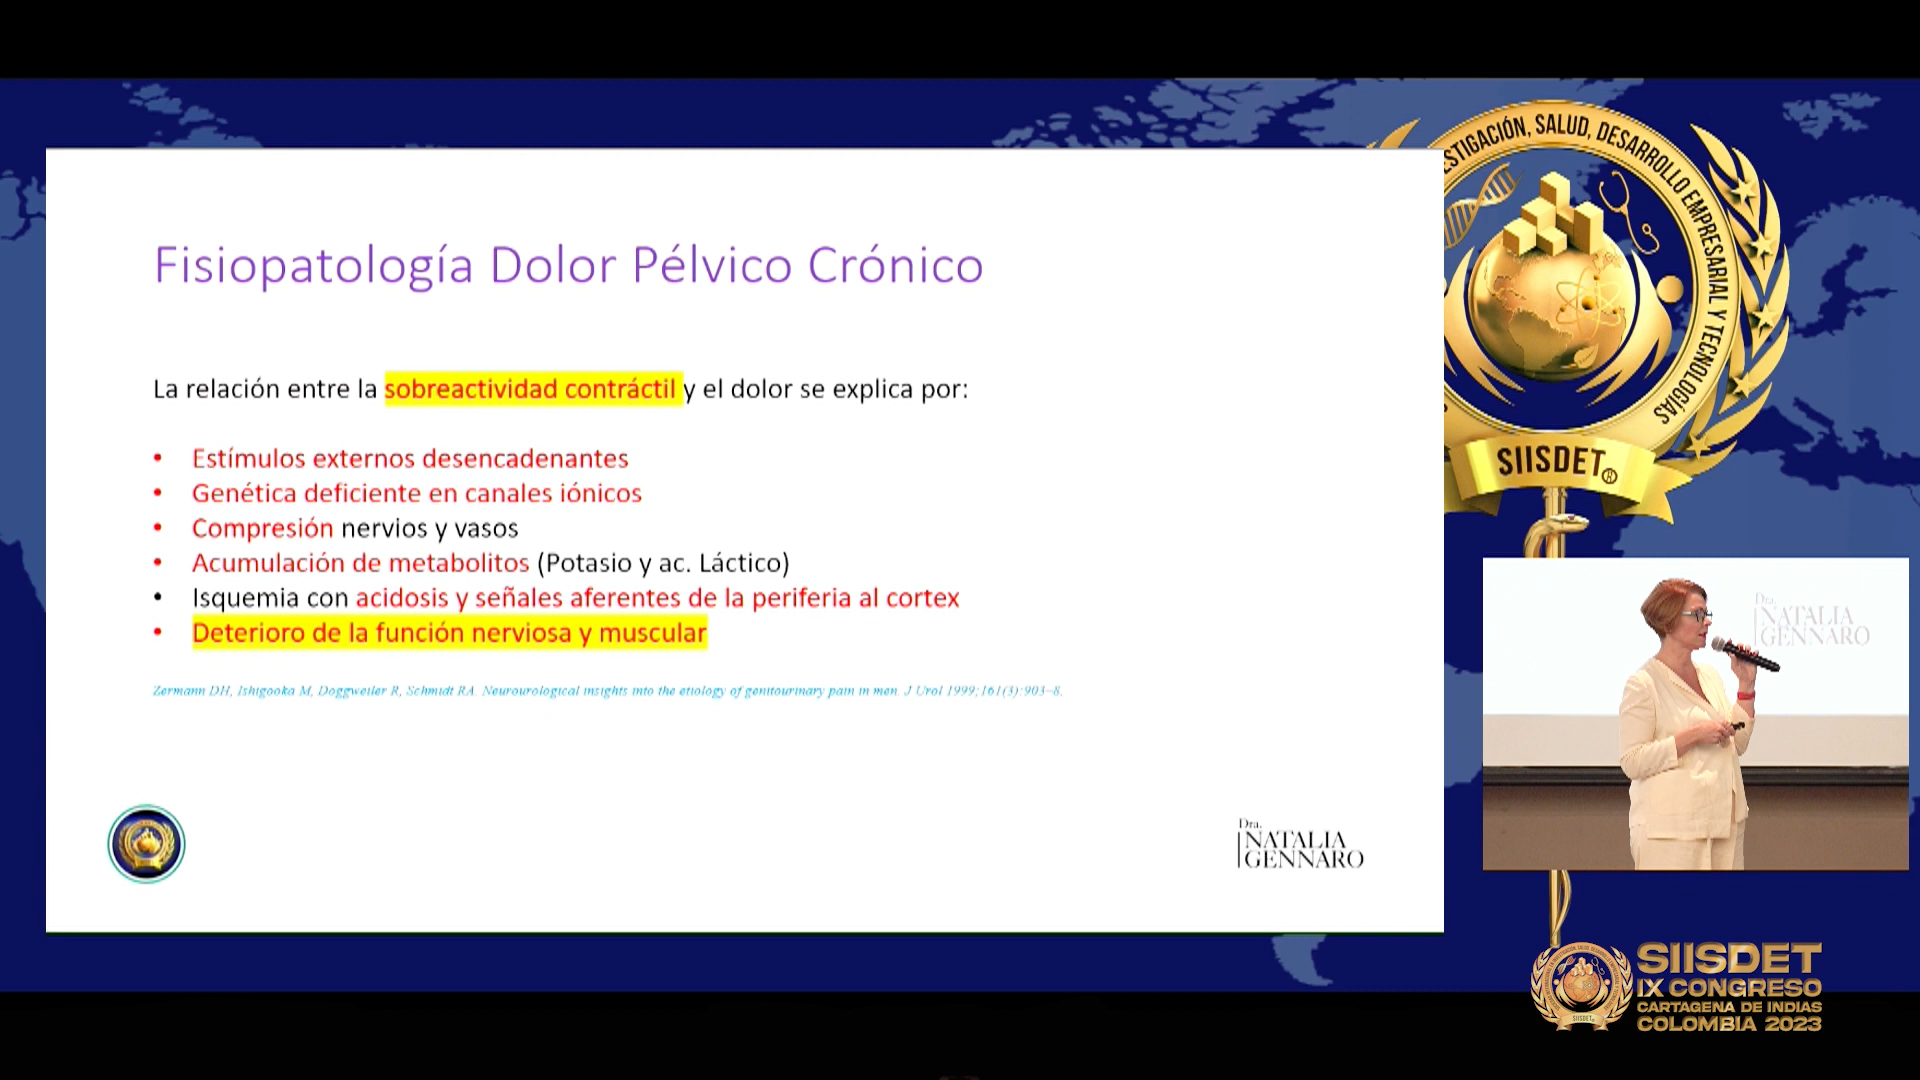 Fisiopatología Dolor Pélvico Crónico
La relación entre la sobreactividad contráctil y el dolor se explica por:
• Estímulos externos desencadenantes
• Genética deficiente en canales iónicos
• Compresión nervios y vasos
• Acumulación de metabolitos (Potasio y ac. Láctico)
• Isquemia con acidosis y señales aferentes de la periferia al cortex
• Deterioro de la función nerviosa y muscular
Zermann DH, Ishigooka M, Doggweiler R, Schmidt RA. Neurourological insights into the etiology of genitourinary pain in men. J Urol 1999;161(3):903–8.
Dra.
NATALIA
GENNARO
STIGACIÓN, SALUD, DESARROLLO EMPRESARIAL Y TECNOLOGÍAS
SIISDET®
Dra.
NATALIA
GENNARO
SIISDET
IX CONGRESO
CARTAGENA DE INDIAS
COLOMBIA 2023
SIISDET